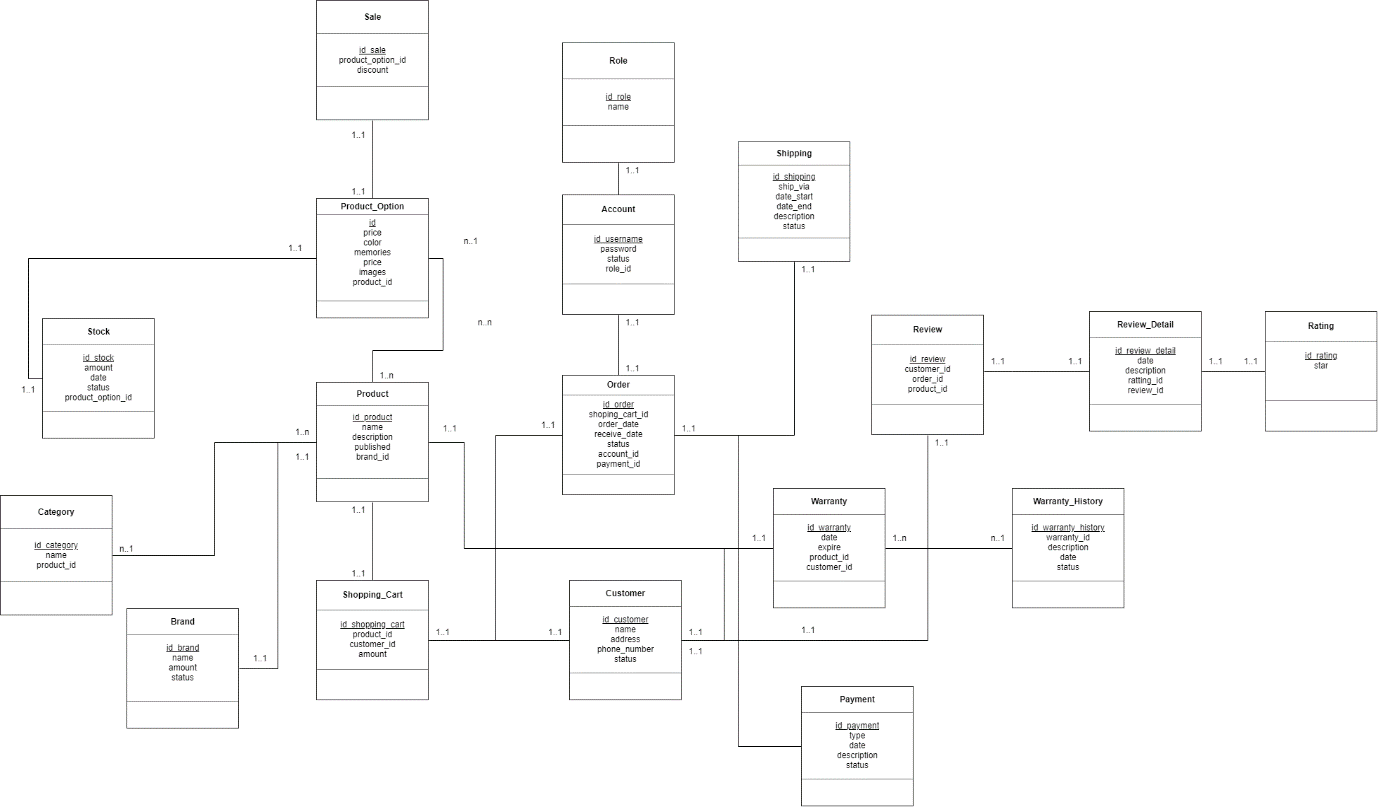 Sale
id_sale
product_option_id
discount
1..1
1..1
Role
id_role
name
1..1
Shipping
id_shipping
ship_via
date_start
date_end
description
status
1..1
Product_Option
id
price
color
memories
price
images
product_id
1..1
n..1
n..n
1..n
Account
id_username
password
status
role_id
1..1
1..1
Stock
id_stock
amount
date
status
product_option_id
1..1
Product
id_product
name
description
published
brand_id
1..n
1..1
1..1
1..1
Order
id_order
shoping_cart_id
order_date
receive_date
status
account_id
payment_id
1..1
1..1
Review
id_review
customer_id
order_id
product_id
1..1
1..1
1..1
Review_Detail
id_review_detail
date
description
ratting_id
review_id
1..1
1..1
Rating
id_rating
star
Category
id_category
name
product_id
n..1
Warranty
id_warranty
date
expire
product_id
customer_id
1..1
1..n
n..1
Warranty_History
id_warranty_history
warranty_id
description
date
status
Brand
id_brand
name
amount
status
1..1
1..1
Shopping_Cart
id_shopping_cart
product_id
customer_id
amount
1..1
1..1
Customer
id_customer
name
address
phone_number
status
1..1
1..1
1..1
Payment
id_payment
type
date
description
status